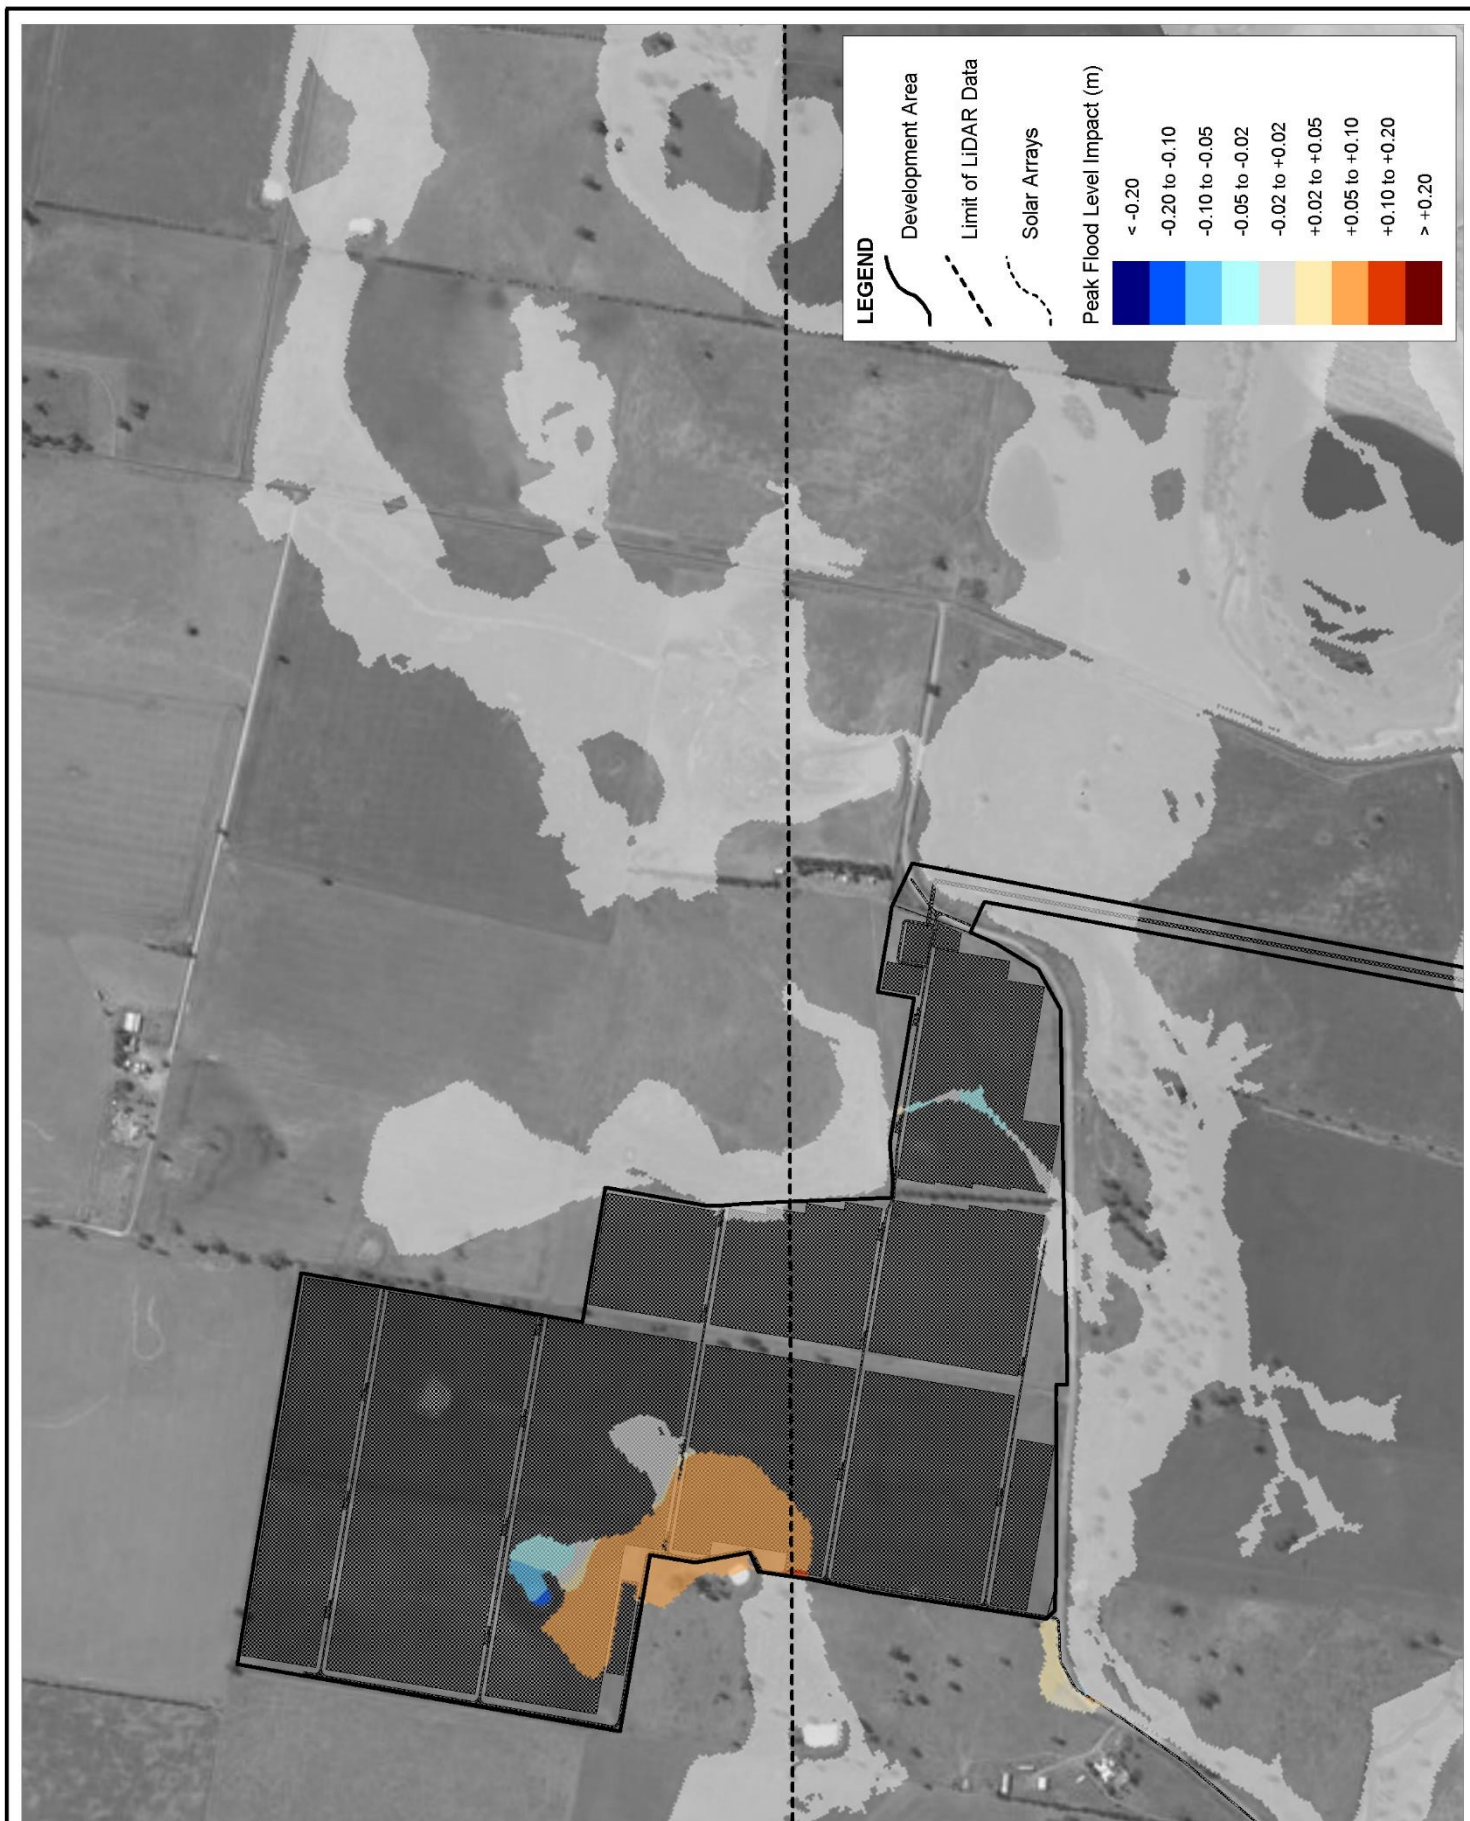 LEGEND
Development Area
Limit of LiDAR Data
Solar Arrays
Peak Flood Level Impact (m)
< -0.20
-0.20 to -0.10
-0.10 to -0.05
-0.05 to -0.02
-0.02 to +0.02
+0.02 to +0.05
+0.05 to +0.10
+0.10 to +0.20
> +0.20